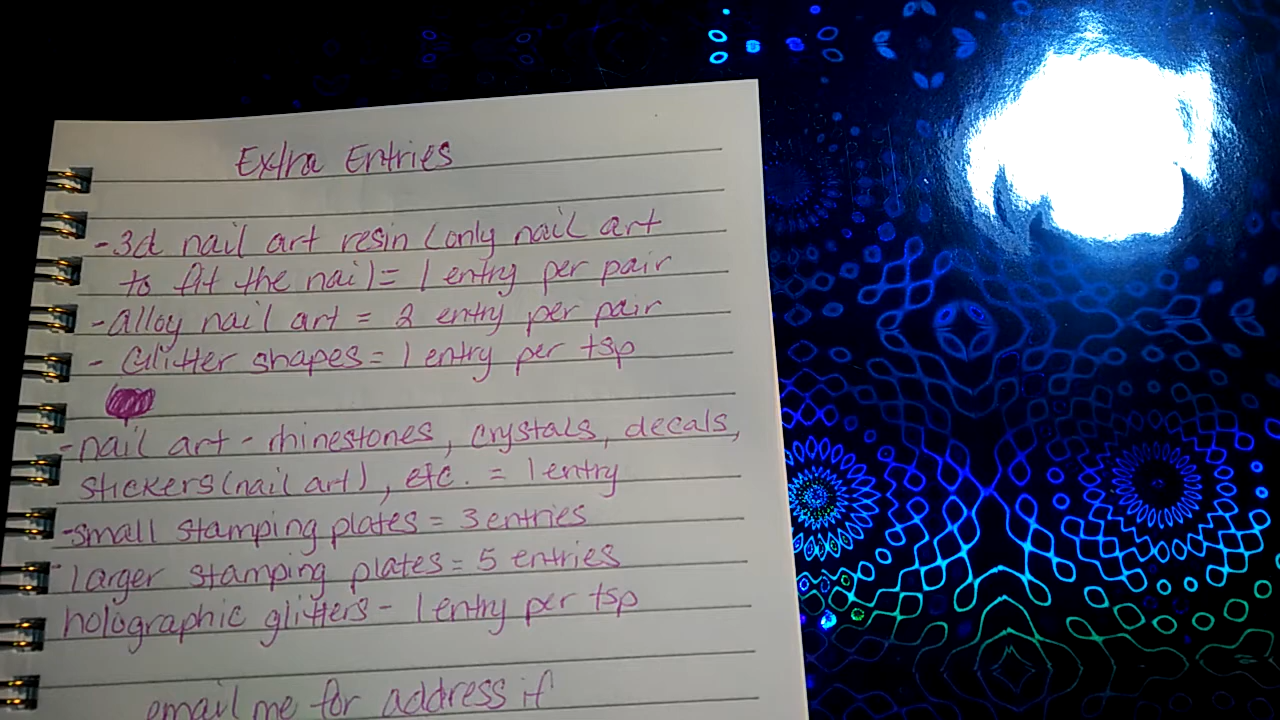 Extra Entries
-3d nail art resin (only nail art
to fit the nail = 1 entry per pair
-alloy nail art = 2 entry per pair
- Glitter shapes = 1 entry per tsp
-nail art - rhinestones, crystals, decals,
stickers (nail art), etc. = 1 entry
-small stamping plates = 3 entries
-larger stamping plates = 5 entries
holographic glitters - 1 entry per tsp
email me for address if